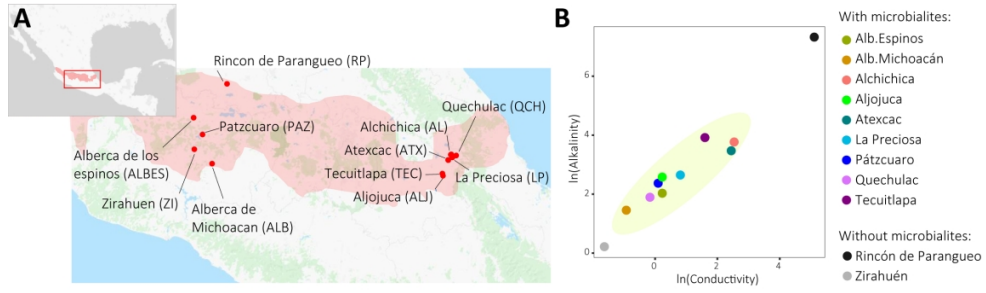 A
Rincon de Parangueo (RP)
Quechulac (QCH)
Patzcuaro (PAZ)
Alchichica (AL)
Atexcac (ATX)
Alberca de los
espinos (ALBES)
Tecuitlapa (TEC)
La Preciosa (LP)
Zirahuen (ZI)
Alberca de
Michoacan (ALB)
Aljojuca (ALJ)
B
ln(Alkalinity)
6
4
2
0
0
4
ln(Conductivity)
With microbialites:
Alb.Espinos
Alb.Michoacán
Alchichica
Aljojuca
Atexcac
La Preciosa
Pátzcuaro
Quechulac
Tecuitlapa
Without microbialites:
Rincón de Parangueo
Zirahuén